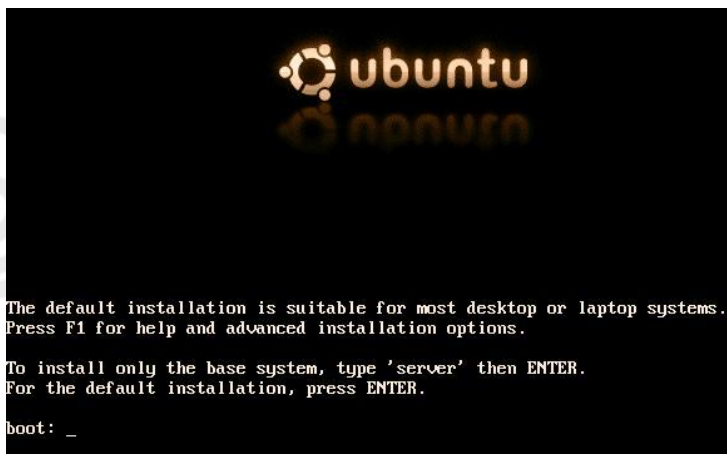 ubuntu
The default installation is suitable for most desktop or laptop systems.
Press F1 for help and advanced installation options.
To install only the base system, type 'server' then ENTER.
For the default installation, press ENTER.
boot: _